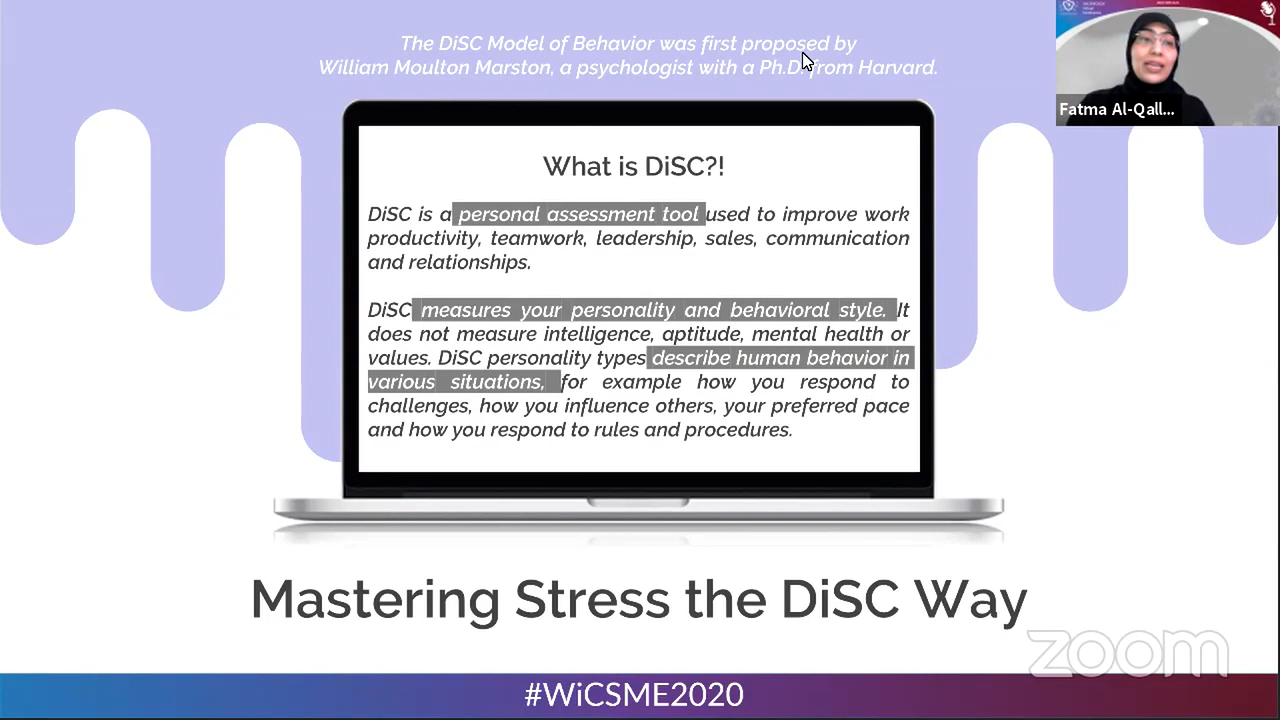 The DiSC Model of Behavior was first proposed by
William Moulton Marston, a psychologist with a Ph.D. from Harvard.
Fatma Al-Qall...
What is DiSC?!
DiSC is a personal assessment tool used to improve work
productivity, teamwork, leadership, sales, communication
and relationships.
DiSC measures your personality and behavioral style. It
does not measure intelligence, aptitude, mental health or
values. DiSC personality types describe human behavior in
various situations, for example how you respond to
challenges, how you influence others, your preferred pace
and how you respond to rules and procedures.
Mastering Stress the DiSC Way
zoom
#WiCSME2020